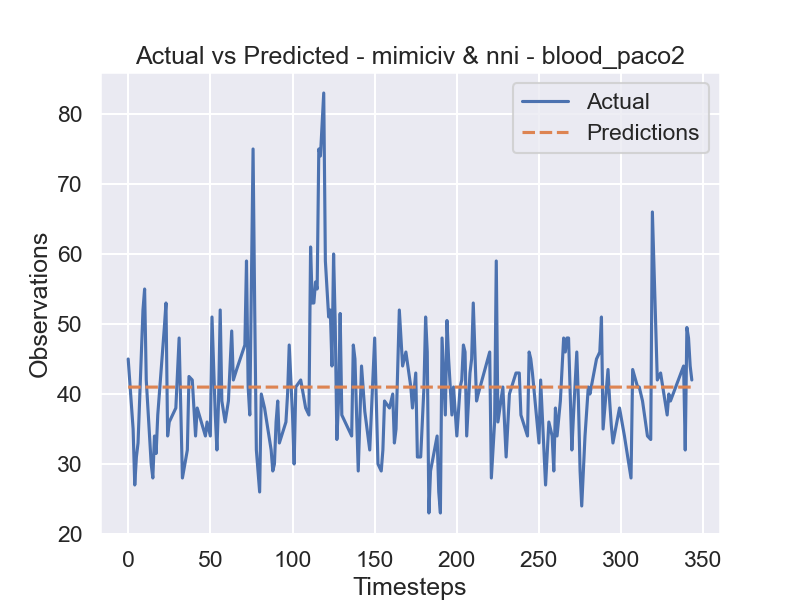 Actual vs Predicted - mimiciv & nni - blood_paco2
Actual
Predictions
Observations
80
70
60
50
40
30
20
0 50 100 150 200 250 300 350
Timesteps